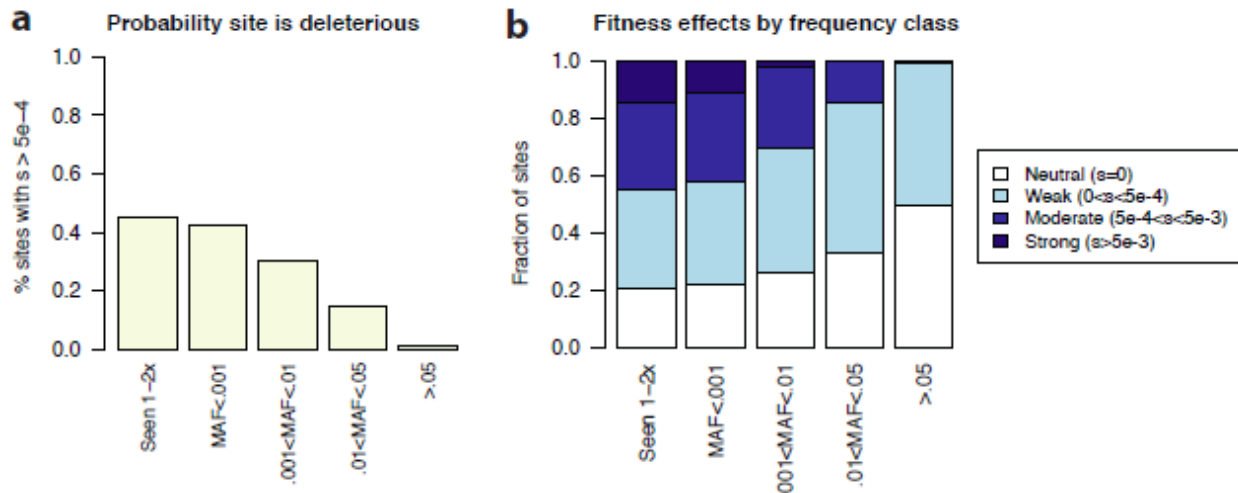 a Probability site is deleterious
% sites with s > 5e−4
1.0
0.8
0.6
0.4
0.2
0.0
Seen 1−2x
MAF<.001
.001<MAF<.01
.01<MAF<.05
>.05
b Fitness effects by frequency class
Fraction of sites
1.0
0.8
0.6
0.4
0.2
0.0
Seen 1−2x
MAF<.001
001<MAF<.01
.01<MAF<.05
>.05
Neutral (s=0)
Weak (0<s<5e-4)
Moderate (5e-4<s<5e-3)
Strong (s>5e-3)